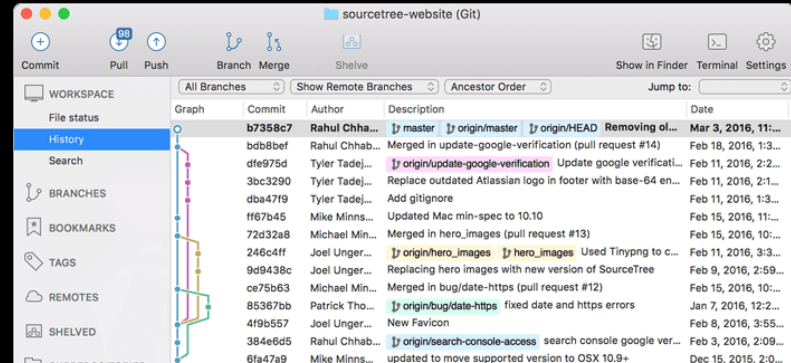 sourcetree-website (Git)
98
Commit Pull Push Branch Merge Shelve Show in Finder Terminal Settings
WORKSPACE
File status
History
Search
BRANCHES
BOOKMARKS
TAGS
REMOTES
SHELVED
All Branches Show Remote Branches Ancestor Order Jump to:
Graph Commit Author Description Date
b7358c7 Rahul Chhab... master origin/master origin/HEAD Removing ol... Mar 3, 2016, 11:...
bdb8bef Rahul Chhab... Merged in update-google-verification (pull request #14) Feb 18, 2016, 1:3...
dfe975d Tyler Tadej... origin/update-google-verification Update google verificati... Feb 11, 2016, 2:2...
3bc3290 Tyler Tadej... Replace outdated Atlassian logo in footer with base-64 en... Feb 11, 2016, 2:1...
dba47f9 Tyler Tadej... Add gitignore Feb 11, 2016, 1:3...
ff67b45 Mike Minns... Updated Mac min-spec to 10.10 Feb 15, 2016, 11:...
72d32a8 Michael Min... Merged in hero_images (pull request #13) Feb 15, 2016, 10:...
246c4ff Joel Unger... origin/hero_images hero_images Used Tinypng to c... Feb 11, 2016, 3:3...
9d9438c Joel Unger... Replacing hero images with new version of SourceTree Feb 9, 2016, 2:59...
ce75b63 Michael Min... Merged in bug/date-https (pull request #12) Feb 15, 2016, 10:...
85367bb Patrick Tho... origin/bug/date-https fixed date and https errors Jan 7, 2016, 12:2...
4f9b557 Joel Unger... New Favicon Feb 8, 2016, 3:55...
384e6d5 Rahul Chhab... origin/search-console-access search console google ver... Feb 3, 2016, 2:09...
6fa47a9 Mike Minns... updated to move supported version to OSX 10.9+ Dec 15, 2015, 2:0...